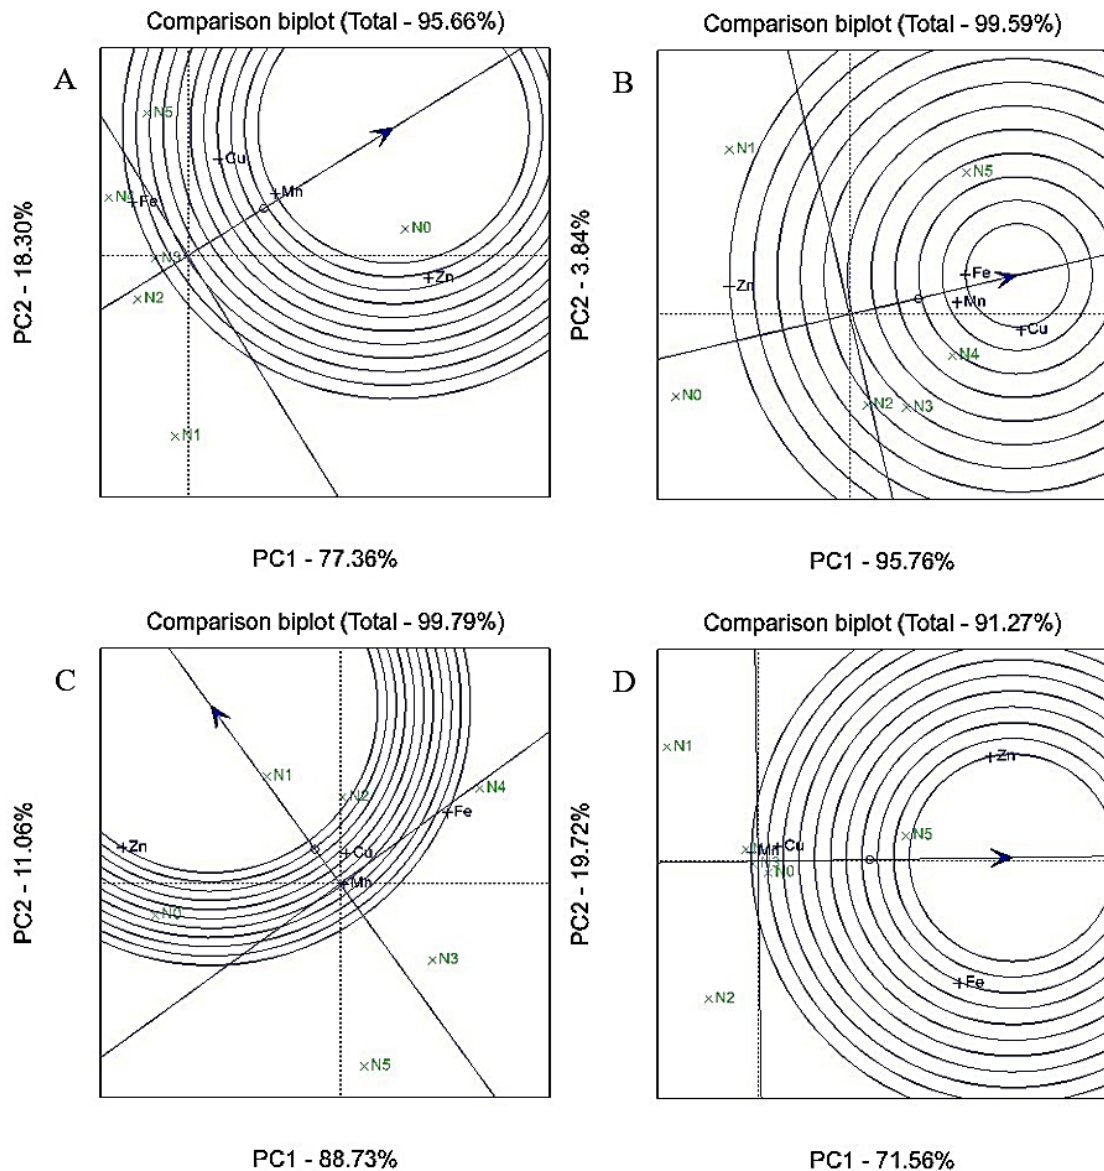 Comparison biplot (Total - 95.66%)
A
N5
Cu
Mn
Fe
N0
N3
Zn
N2
N1
PC2 - 18.30%
PC1 - 77.36%
Comparison biplot (Total - 99.59%)
B
N1
N5
Fe
Zn
Mn
Cu
N4
N0
N2
N3
PC2 - 3.84%
PC1 - 95.76%
Comparison biplot (Total - 99.79%)
C
N1
N4
N2
Fe
Zn
Cu
Mn
N0
N3
N5
PC2 - 11.06%
PC1 - 88.73%
Comparison biplot (Total - 91.27%)
D
N1
Zn
N5
Mn
Cu
N0
N2
Fe
PC2 - 19.72%
PC1 - 71.56%